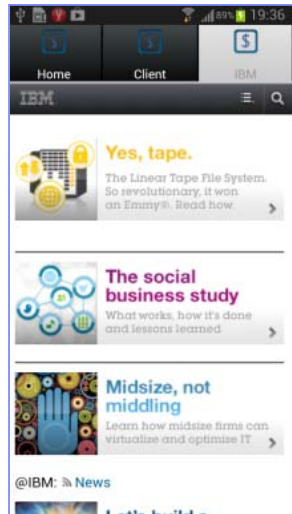 89% 19:36
Home Client IBM
IBM
Yes, tape.
The Linear Tape File System.
So revolutionary, it won
an Emmy®. Read how.
The social
business study
What works, how it's done
and lessons learned
Midsize, not
middling
Learn how midsize firms can
virtualize and optimize IT
@IBM: News
Let's build a